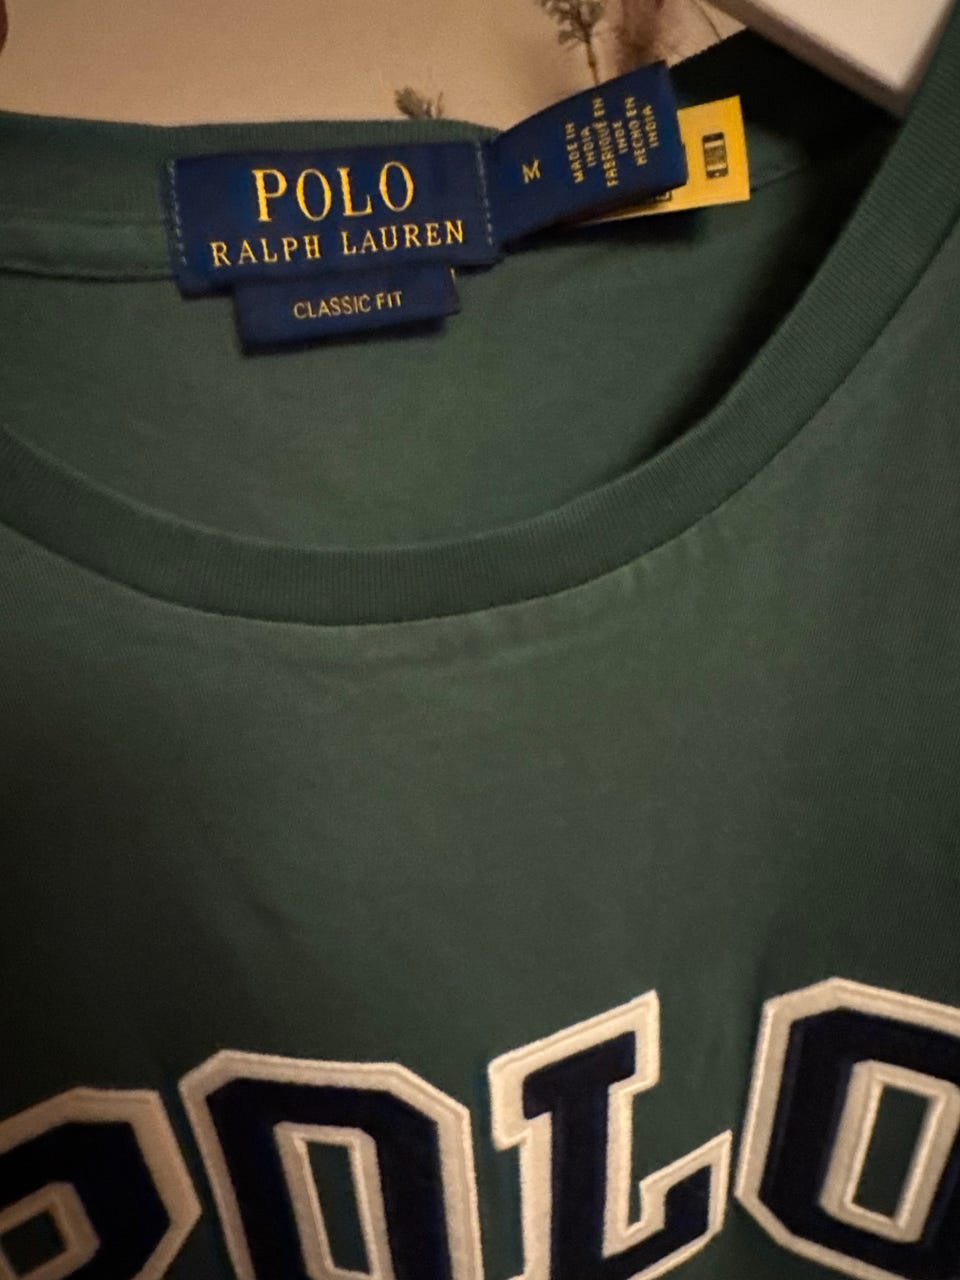 POLO
RALPH LAUREN
CLASSIC FIT
M
MADE IN
INDIA
FABRIQUÉ EN
INDE
HECHO EN
INDIA
POLO